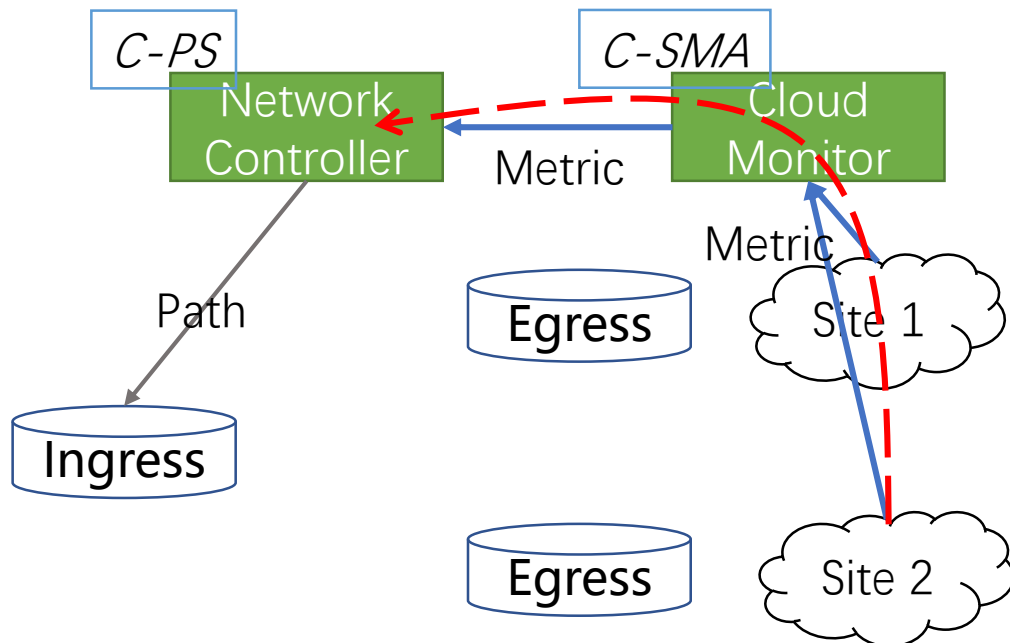 C-PS
C-SMA
Network
Controller
Cloud
Monitor
Metric
Metric
Path
Egress
Site 1
Ingress
Egress
Site 2